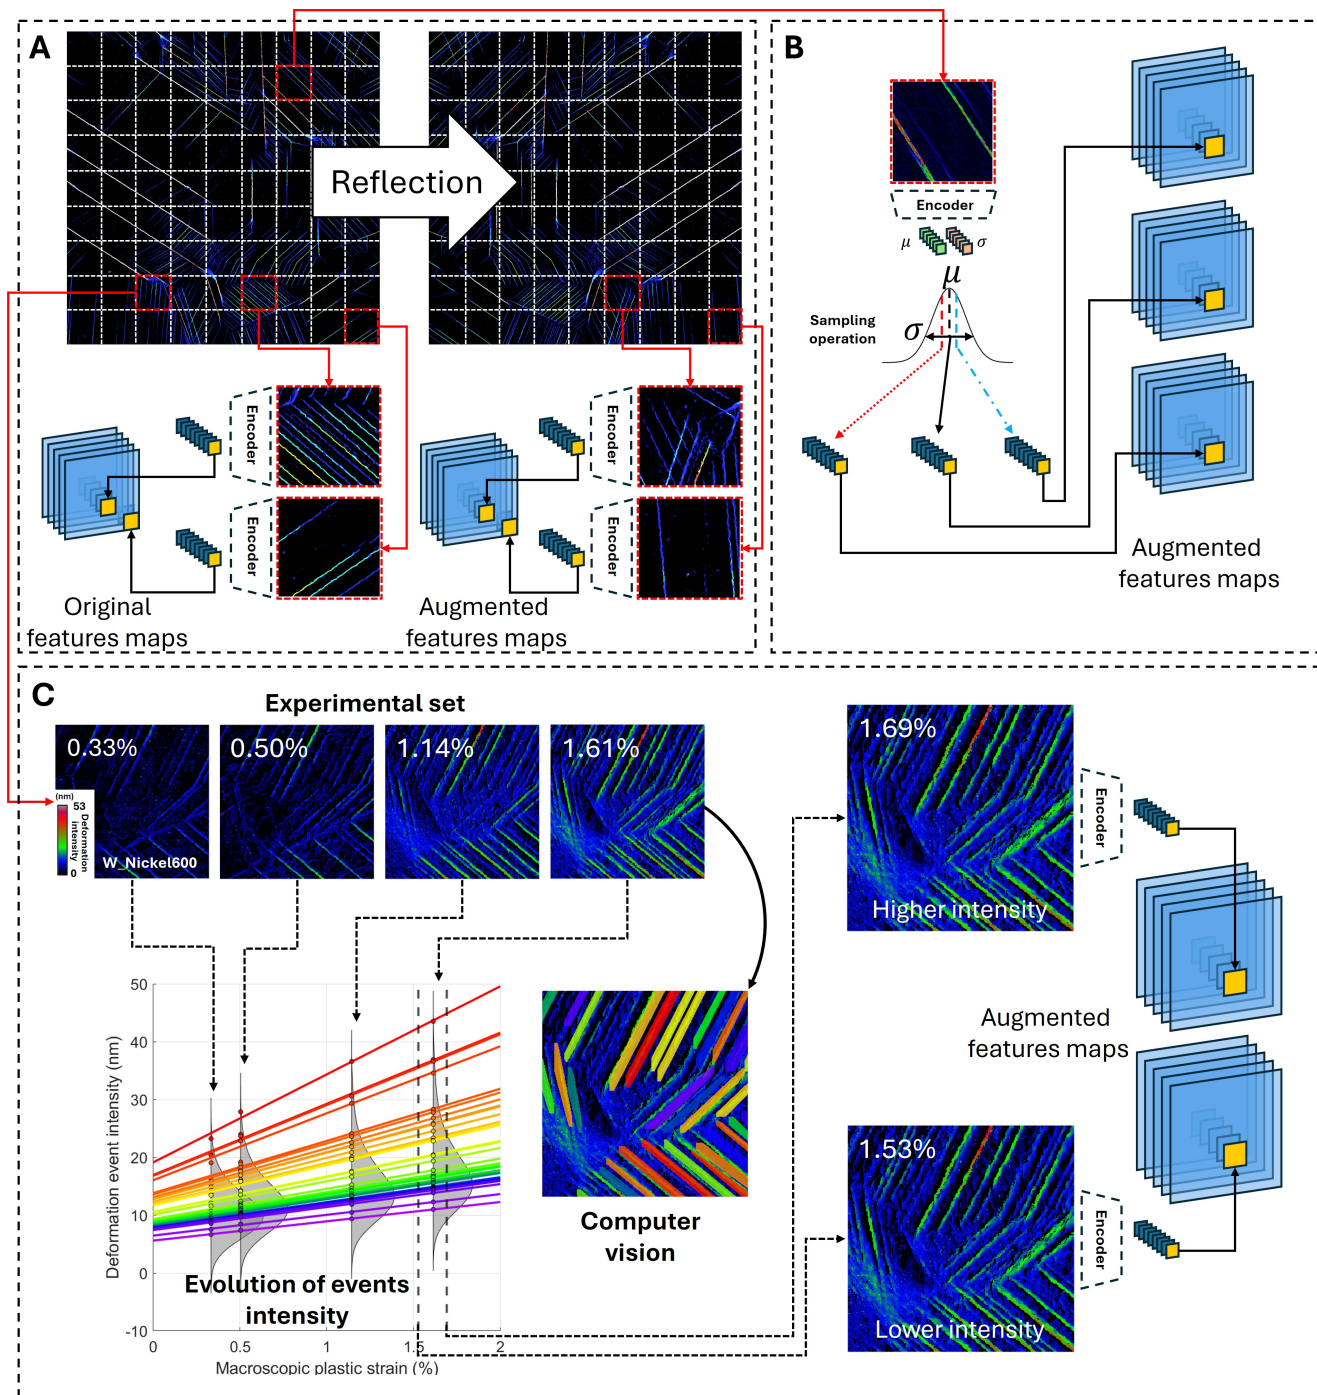 A
Reflection
Encoder
Encoder
Encoder
Encoder
Original
features maps
Augmented
features maps
B
Encoder
μ
σ
μ
Sampling
operation
σ
Augmented
features maps
C
Experimental set
0.33%
0.50%
1.14%
1.61%
(nm)
53
Deformation
intensity
0
W_Nickel600
1.69%
Higher intensity
Encoder
Augmented
features maps
1.53%
Lower intensity
Encoder
Computer
vision
Deformation event intensity (nm)
50
40
30
20
10
0
-10
Evolution of events
intensity
0
0.5
1
1.5
2
Macroscopic plastic strain (%)